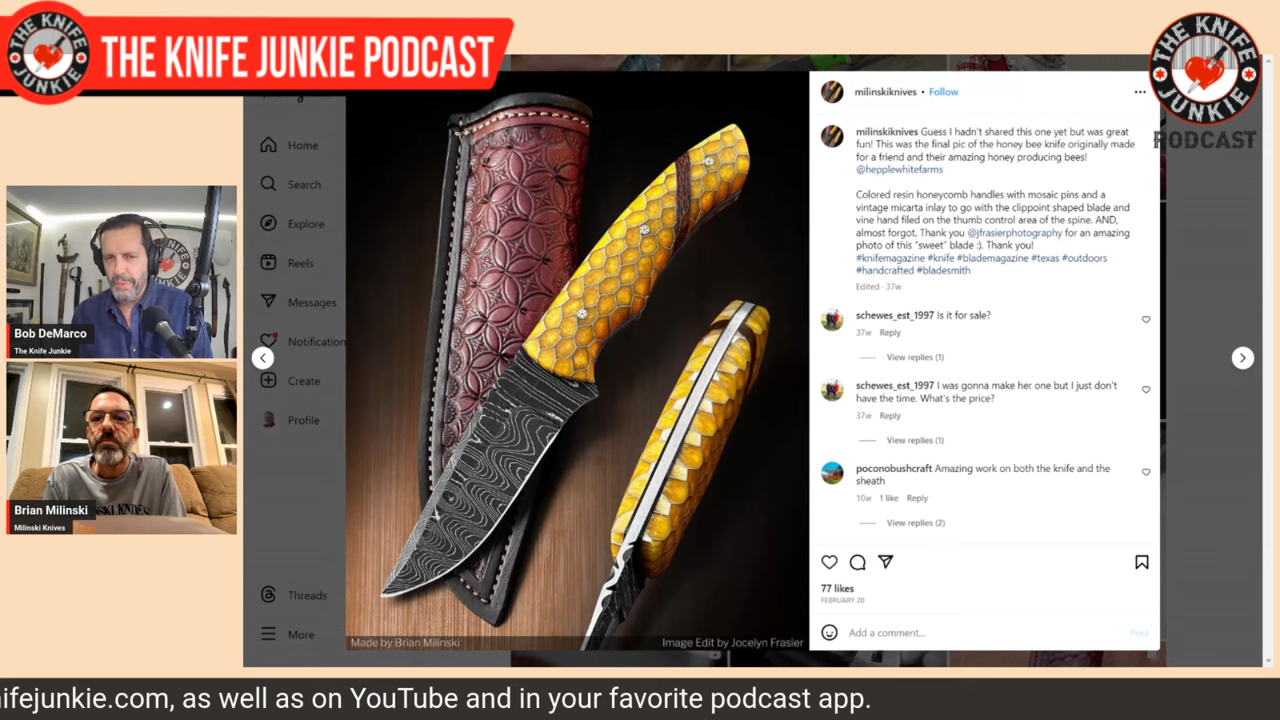 THE KNIFE JUNKIE
THE KNIFE JUNKIE PODCAST
THE KNIFE JUNKIE
PODCAST
Home
Search
Explore
Reels
Messages
Notification
Create
Profile
Threads
More
Bob DeMarco
The Knife Junkie
Brian Milinski
Milinski Knives
Made by Brian Milinski
Image Edit by Jocelyn Frasier
milinskiknives • Follow
milinskiknives Guess I hadn't shared this one yet but was great
fun! This was the final pic of the honey bee knife originally made
for a friend and their amazing honey producing bees!
@hepplewhitefarms
Colored resin honeycomb handles with mosaic pins and a
vintage micarta inlay to go with the clippoint shaped blade and
vine hand filed on the thumb control area of the spine. AND,
almost forgot, Thank you @jfrasierphotography for an amazing
photo of this "sweet" blade :). Thank you!
#knifemagazine #knife #blademagazine #texas #outdoors
#handcrafted #bladesmith
Edited · 37w
schewes_est_1997 Is it for sale?
37w Reply
View replies (1)
schewes_est_1997 I was gonna make her one but I just don't
have the time. What's the price?
37w Reply
View replies (1)
poconobushcraft Amazing work on both the knife and the
sheath
10w 1 like Reply
View replies (2)
77 likes
FEBRUARY 20
Add a comment...
Post
nifejunkie.com, as well as on YouTube and in your favorite podcast app.